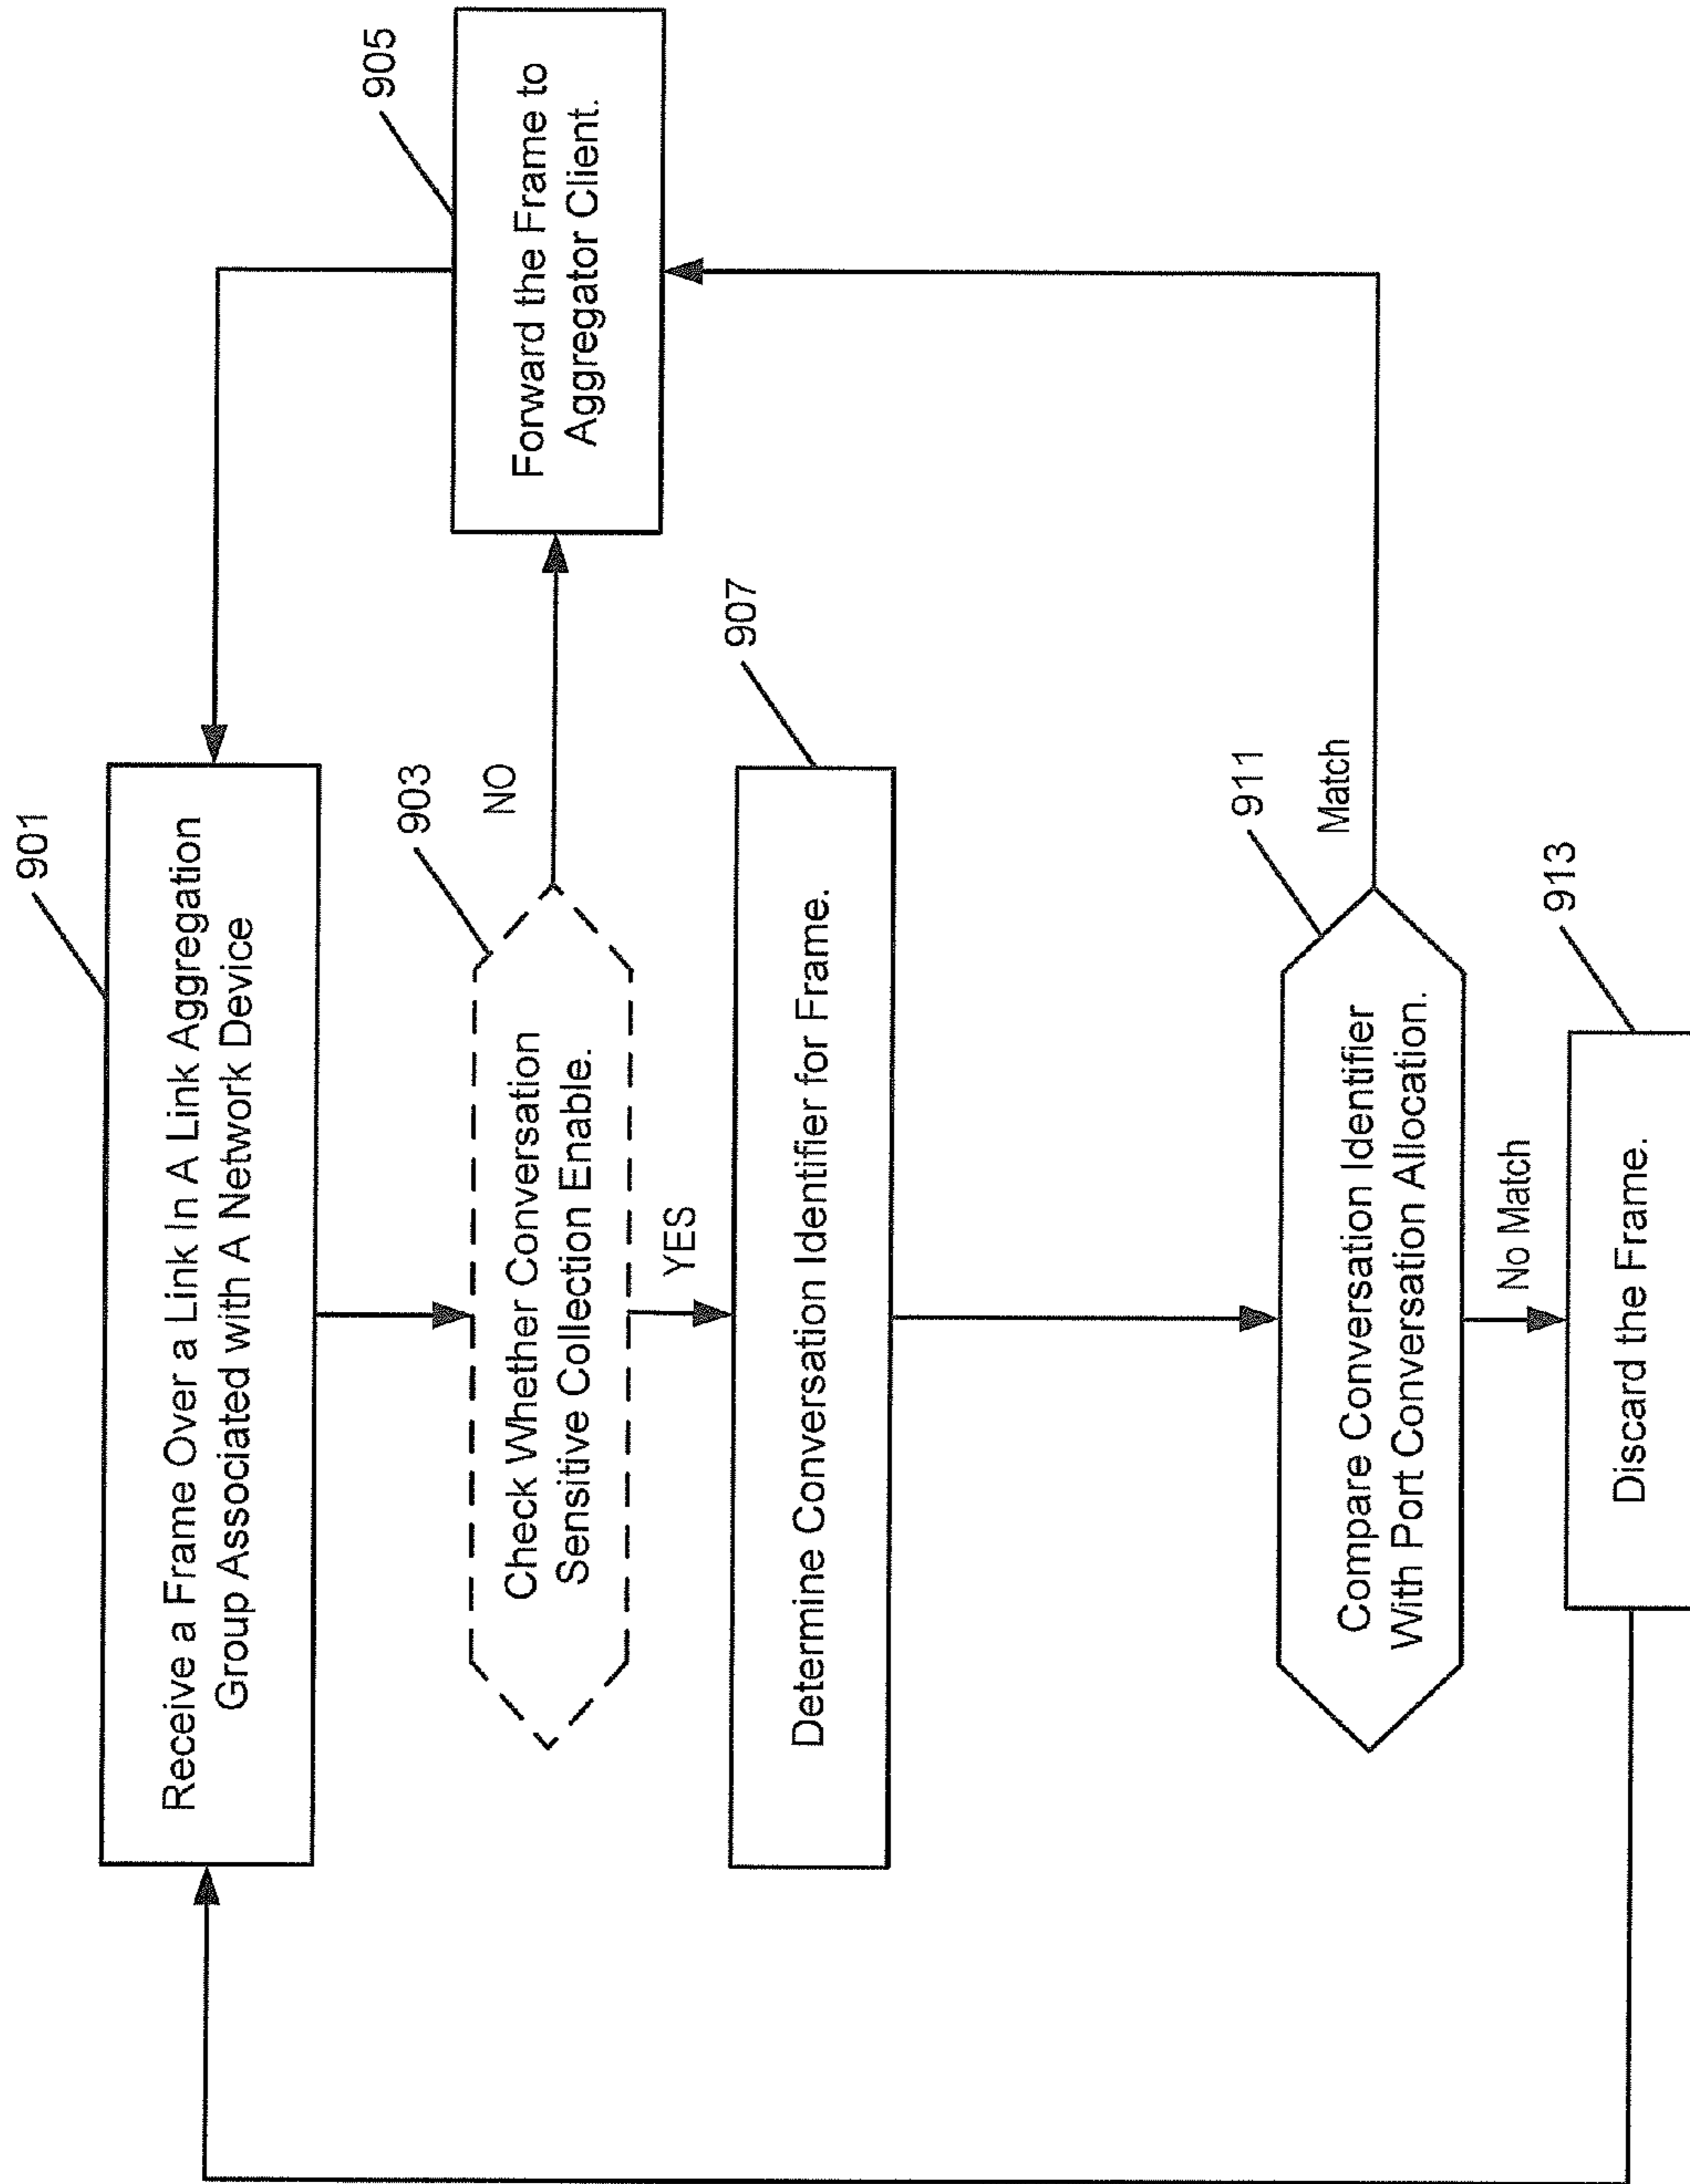 901
Receive a Frame Over a Link In A Link Aggregation
Group Associated with A Network Device
903
Check Whether Conversation
Sensitive Collection Enable.
NO
905
Forward the Frame to
Aggregator Client.
YES
907
Determine Conversation Identifier for Frame.
911
Compare Conversation Identifier
With Port Conversation Allocation.
Match
No Match
913
Discard the Frame.